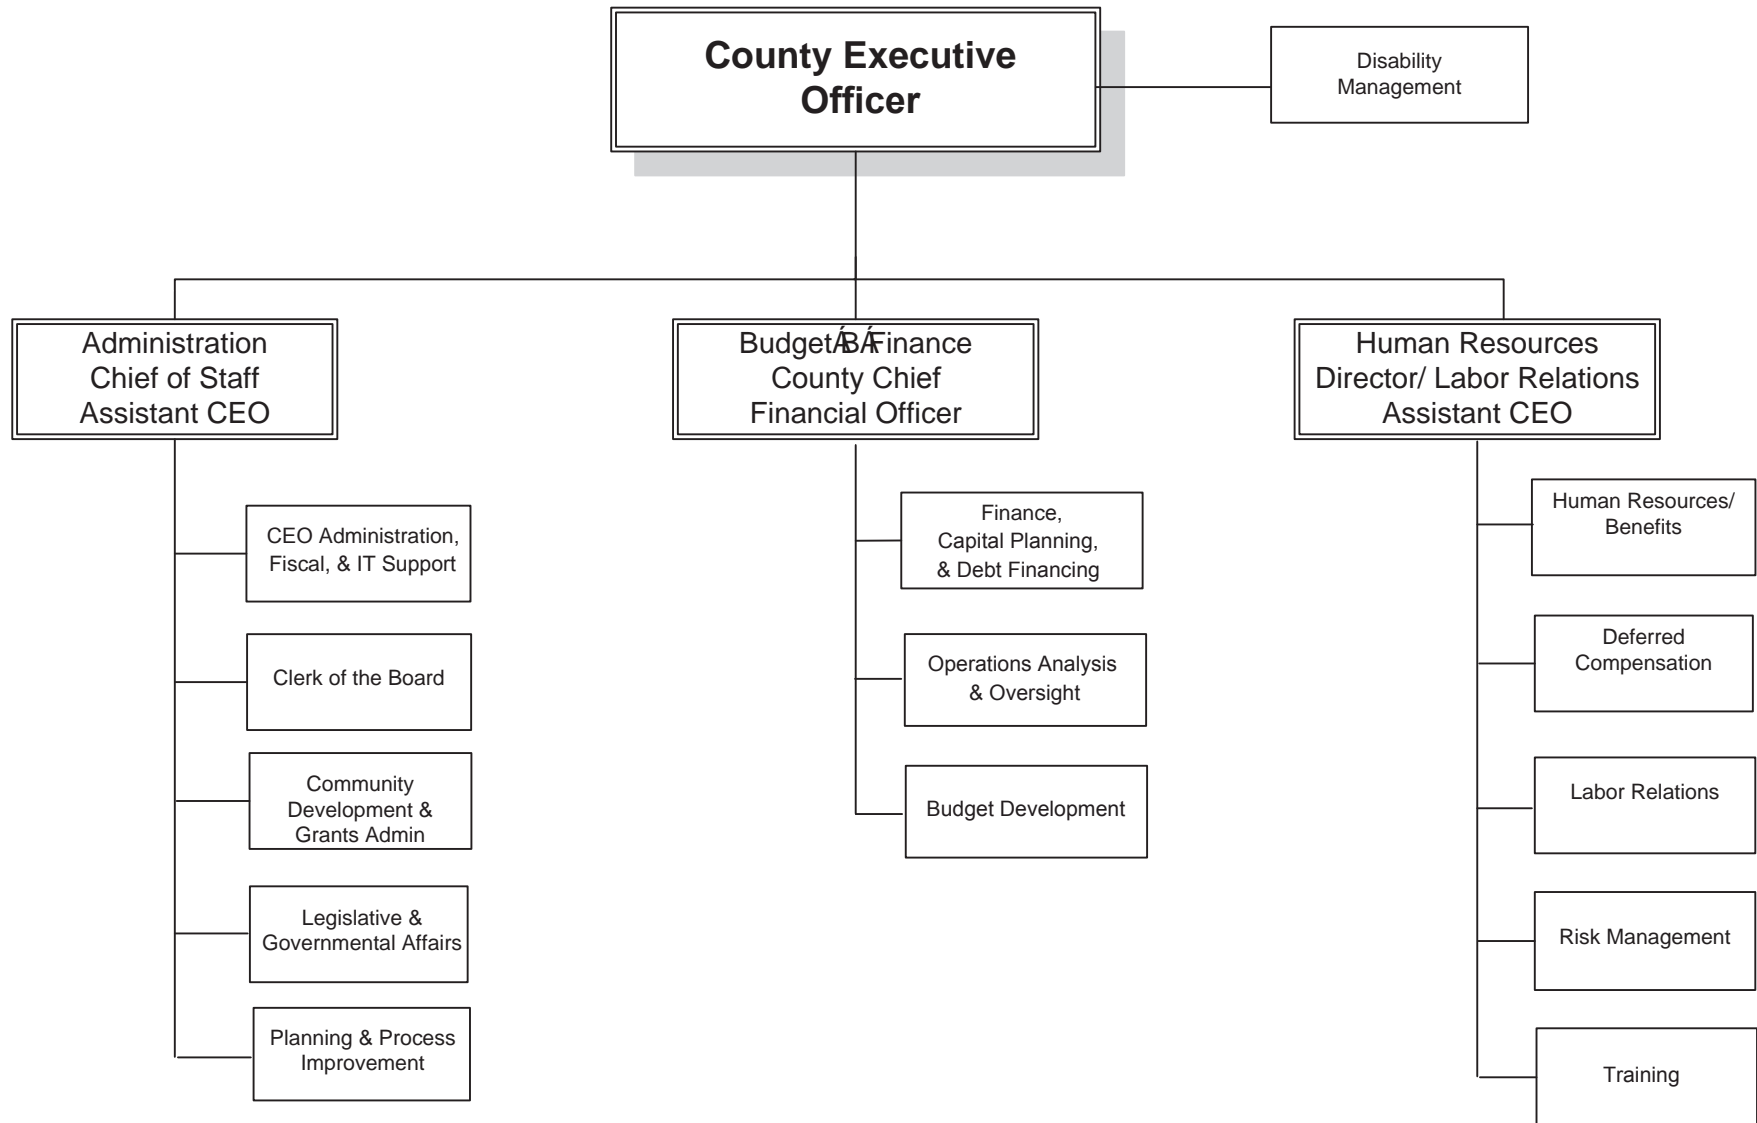 County Executive
Officer
Disability
Management
Administration
Chief of Staff
Assistant CEO
BudgetÁBÁFinance
County Chief
Financial Officer
Human Resources
Director/ Labor Relations
Assistant CEO
CEO Administration,
Fiscal, & IT Support
Clerk of the Board
Community
Development &
Grants Admin
Legislative &
Governmental Affairs
Planning & Process
Improvement
Finance,
Capital Planning,
& Debt Financing
Operations Analysis
& Oversight
Budget Development
Human Resources/
Benefits
Deferred
Compensation
Labor Relations
Risk Management
Training